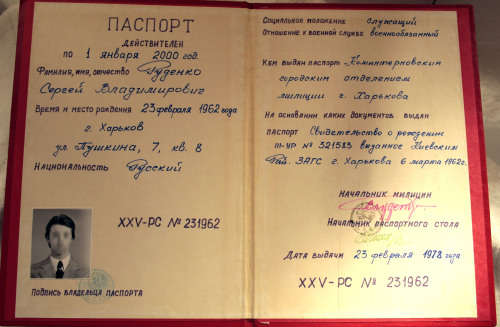 ПАСПОРТ
ДЕЙСТВИТЕЛЕН
по 1 января 2000 год.
Фамилия, имя, отчество Руденко
Сергей Владимирович
Время и место рождения 23 февраля 1962 года
г. Харьков
ул. Пушкина, 7, кв. 8
Национальность Русский
XXV-РС № 231962
Подпись владельца паспорта
Социальное положение служащий
Отношение к военной службе военнообязанный
Кем выдан паспорт Коминтерновским
городским отделением
милиции г. Харькова
На основании каких документов выдан
паспорт Свидетельство о рождение
III-УР № 321583 выданное Киевским
Рай. ЗАГС г. Харькова 6 марта 1962г.
Начальник милиции
Начальник паспортного стола
Дата выдачи 23 февраля 1978 года
XXV-РС № 231962